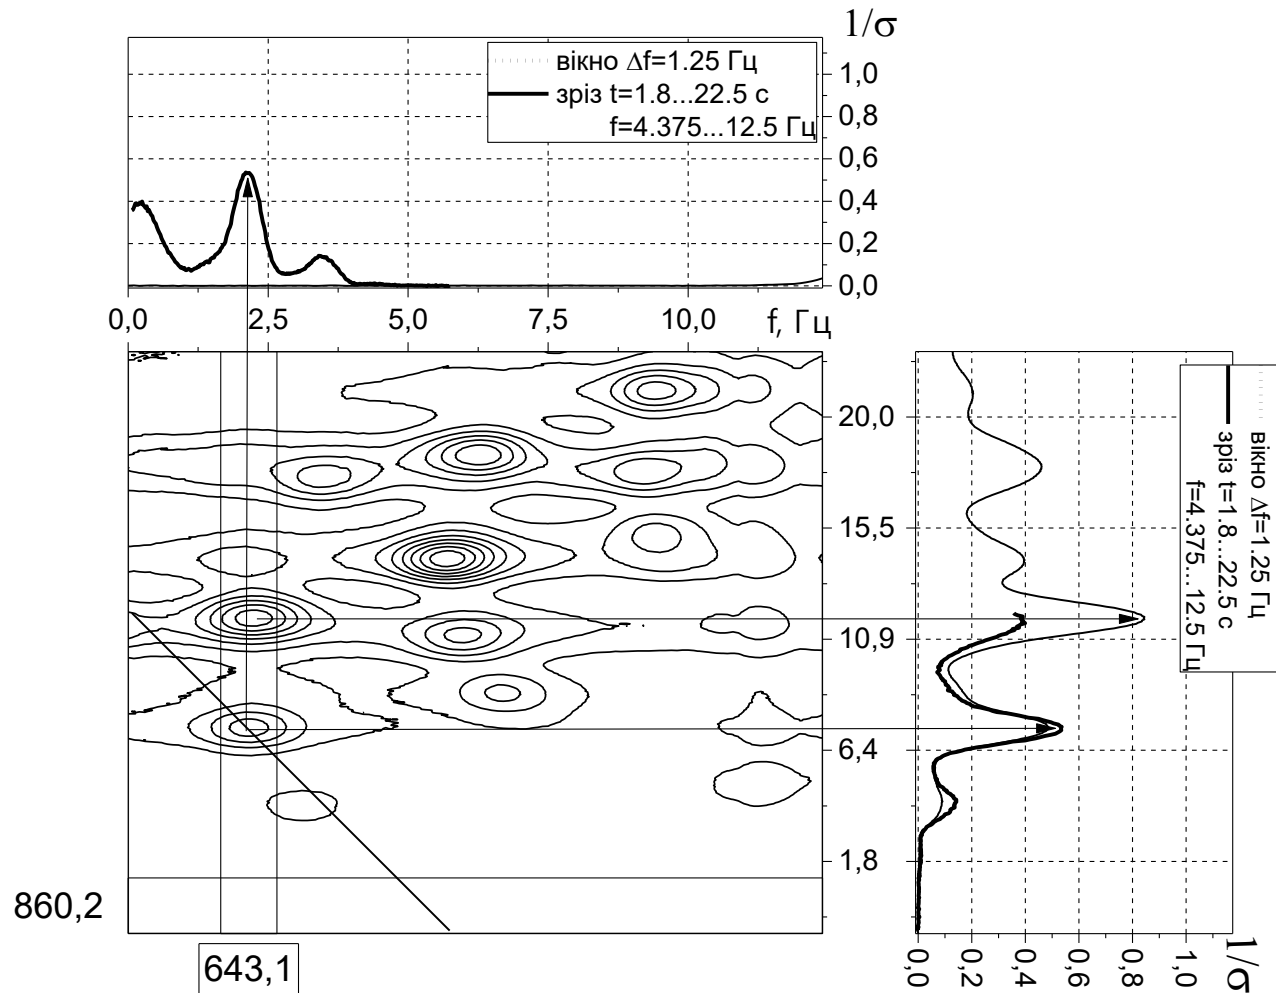 1/σ
вікно Δf=1.25 Гц
зріз t=1.8...22.5 с
f=4.375...12.5 Гц
1,0
0,8
0,6
0,4
0,2
0,0
0,0 2,5 5,0 7,5 10,0 f, Гц
20,0
15,5
10,9
6,4
1,8
вікно Δf=1.25 Гц
зріз t=1.8...22.5 с
f=4.375...12.5 Гц
860,2
643,1
0,0 0,2 0,4 0,6 0,8 1,0 1/σ